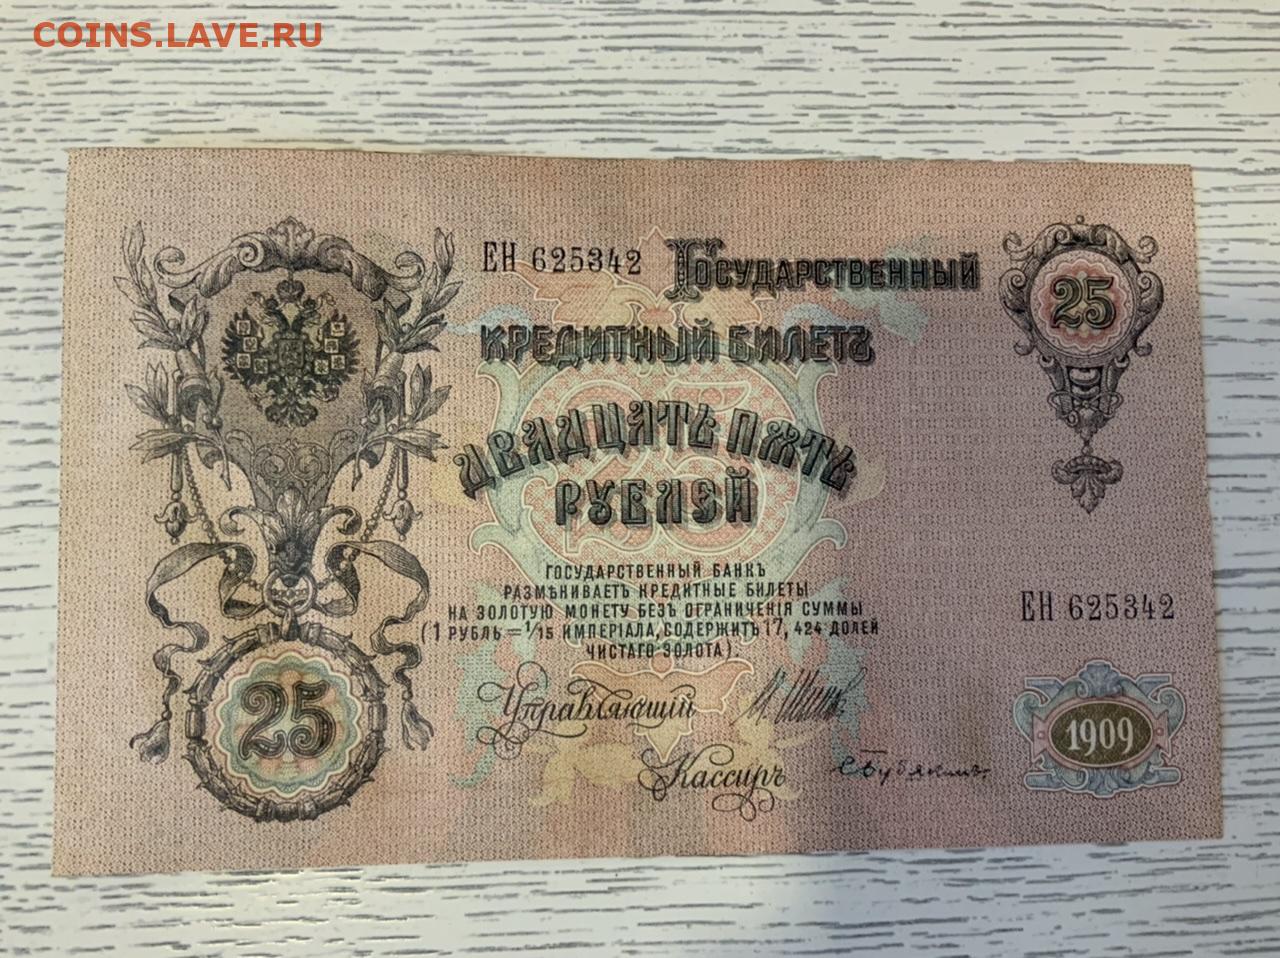 COINS.LAVE.RU
ЕН 625342
Государственный
25
кредитный билетъ
двадцать пять
рублей
25
государственный банкъ
размѣниваетъ кредитные билеты
на золотую монету безъ ограниченія суммы
(1 рубль = 1/15 имперіала, содержитъ 17,424 долей
чистаго золота).
ЕН 625342
Управляющій
25
1909
Кассиръ